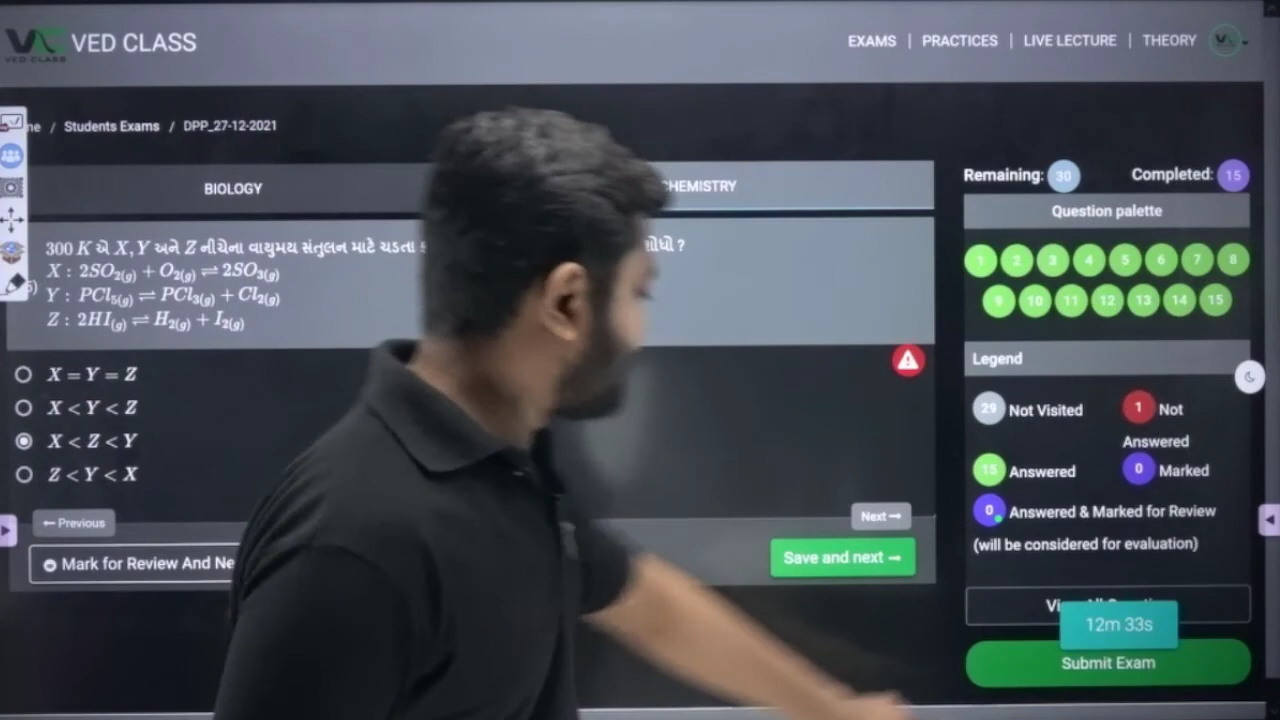 VED CLASS
VED CLASS
EXAMS | PRACTICES | LIVE LECTURE | THEORY
/ Students Exams / DPP_27-12-2021
BIOLOGY
CHEMISTRY
Remaining: 30 Completed: 15
Question palette
300 K એ X, Y અને Z નીચેના વાયુમય સંતુલન માટે ચડતા
શોધો ?
X : 2SO2(g) + O2(g) ⇌ 2SO3(g)
Y : PCl5(g) ⇌ PCl3(g) + Cl2(g)
Z : 2HI(g) ⇌ H2(g) + I2(g)
1 2 3 4 5 6 7 8
9 10 11 12 13 14 15
X = Y = Z
X < Y < Z
X < Z < Y
Z < Y < X
Legend
29 Not Visited
1 Not Answered
15 Answered
0 Marked
0 Answered & Marked for Review
(will be considered for evaluation)
← Previous
Next →
Mark for Review And Ne
Save and next →
12m 33s
Submit Exam